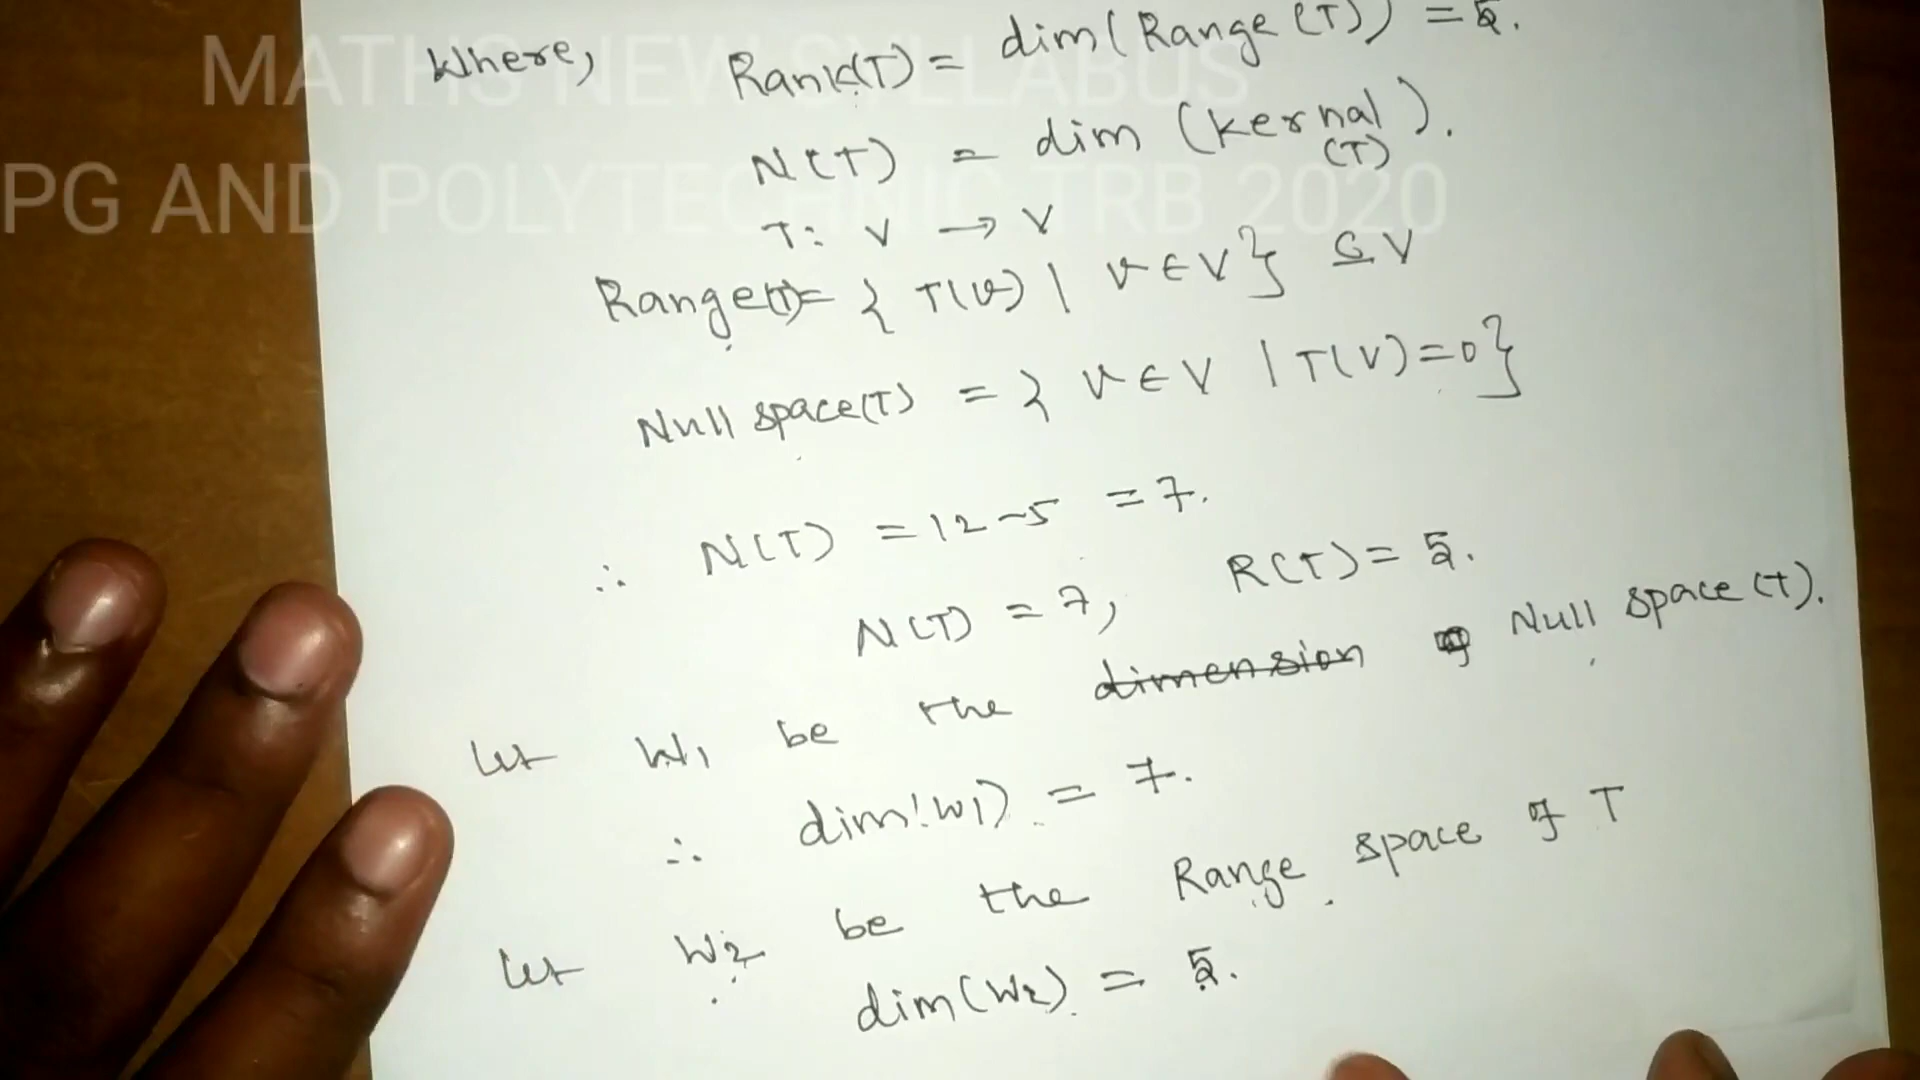 MATHS NEW SYLLABUS
PG AND POLYTECHNIC TRB 2020
Where, Rank(T) = dim(Range(T)) = 5.
N(T) = dim (kernal (T)).
T: V → V
Range(T) = { T(v) | v ∈ V} ⊆ V
Null space(T) = { v ∈ V | T(V)=0}
∴ N(T) = 12-5 = 7.
N(T) = 7, R(T) = 5.
Let W1 be the Null space(T).
∴ dim(W1) = 7.
Let W2 be the Range space of T
dim(W2) = 5.